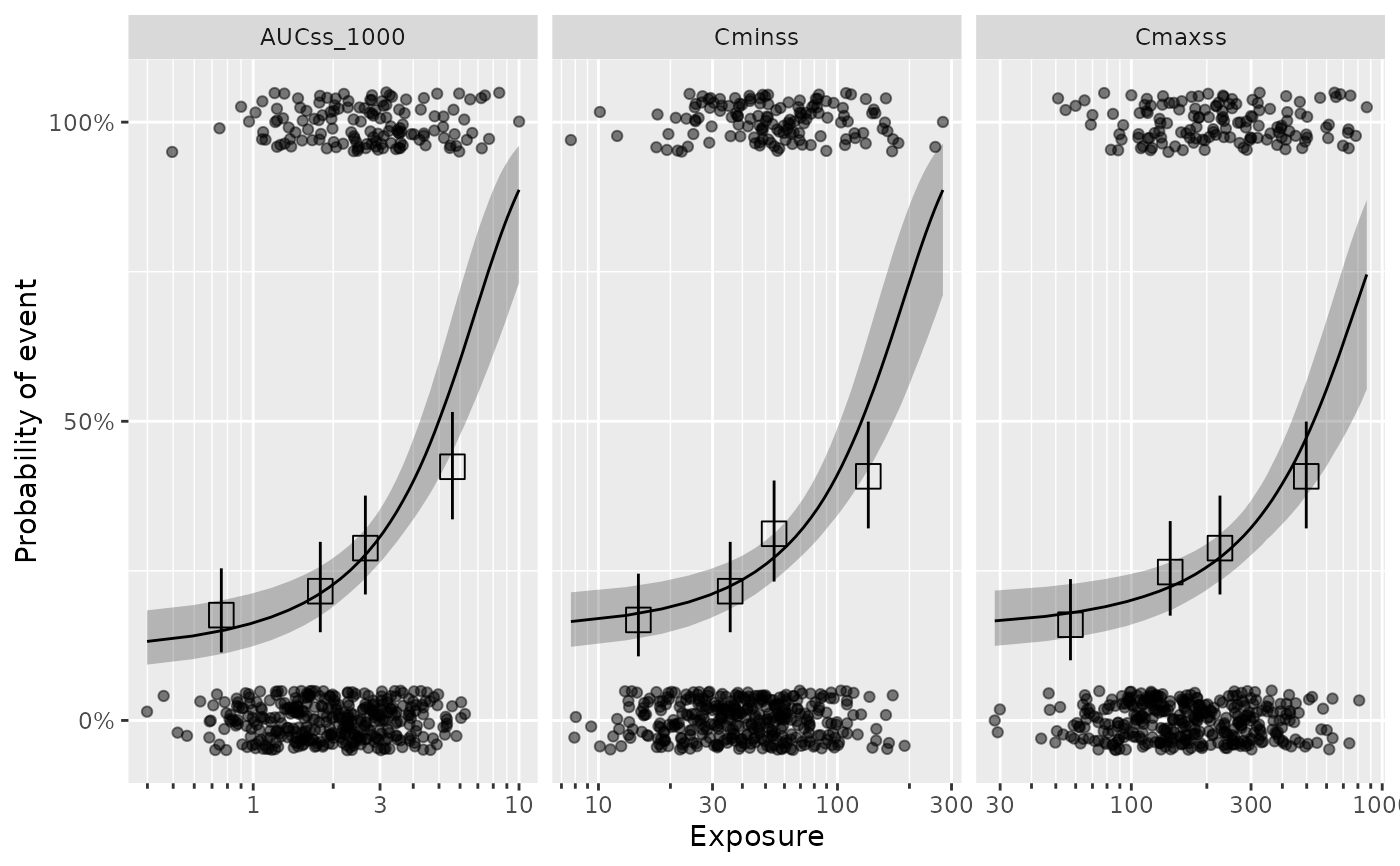 AUCss_1000 Cminss Cmaxss
Probability of event
100%
50%
0%
1 3 10 10 30 100 300 30 100 300 1000
Exposure